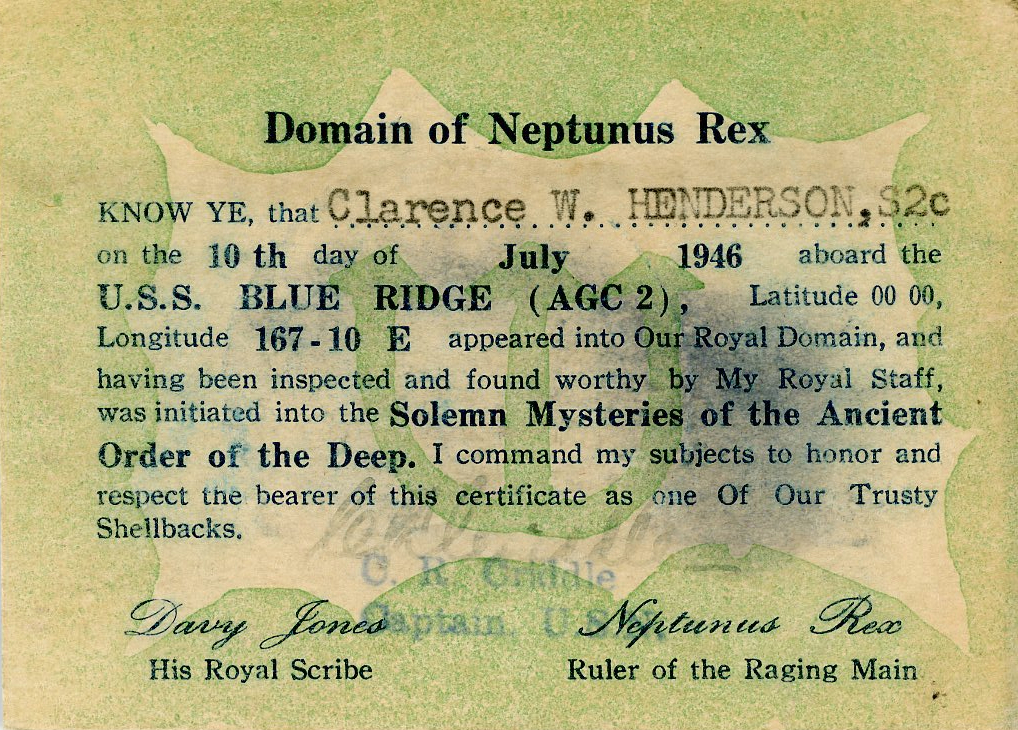 Domain of Neptunus Rex
KNOW YE, that Clarence W. HENDERSON, S2c
on the 10 th day of July 1946 aboard the
U.S.S. BLUE RIDGE (AGC 2), Latitude 00 00,
Longitude 167-10 E appeared into Our Royal Domain, and
having been inspected and found worthy by My Royal Staff,
was initiated into the Solemn Mysteries of the Ancient
Order of the Deep. I command my subjects to honor and
respect the bearer of this certificate as one Of Our Trusty
Shellbacks.
C. R. Criddle
Captain, U.S.
Davy Jones Neptunus Rex
His Royal Scribe Ruler of the Raging Main